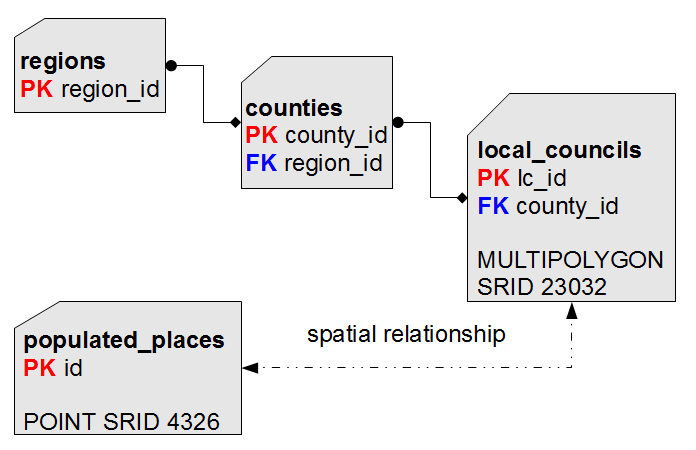 regions
PK region_id
counties
PK county_id
FK region_id
local_councils
PK lc_id
FK county_id
MULTIPOLYGON
SRID 23032
spatial relationship
populated_places
PK id
POINT SRID 4326